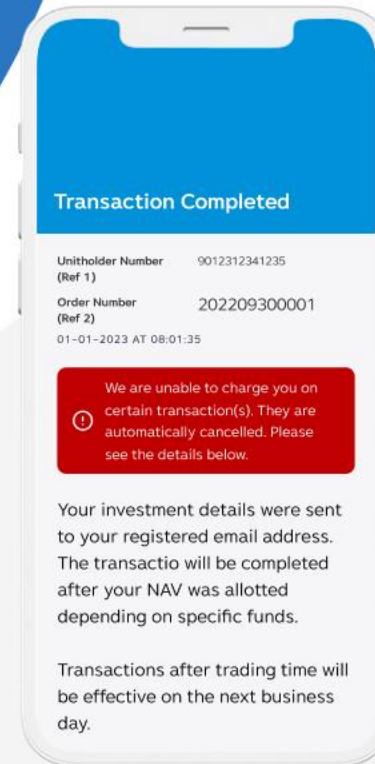 Transaction Completed
Unitholder Number 9012312341235
(Ref 1)
Order Number 202209300001
(Ref 2)
01-01-2023 AT 08:01:35
We are unable to charge you on
certain transaction(s). They are
automatically cancelled. Please
see the details below.
Your investment details were sent
to your registered email address.
The transactio will be completed
after your NAV was allotted
depending on specific funds.
Transactions after trading time will
be effective on the next business
day.